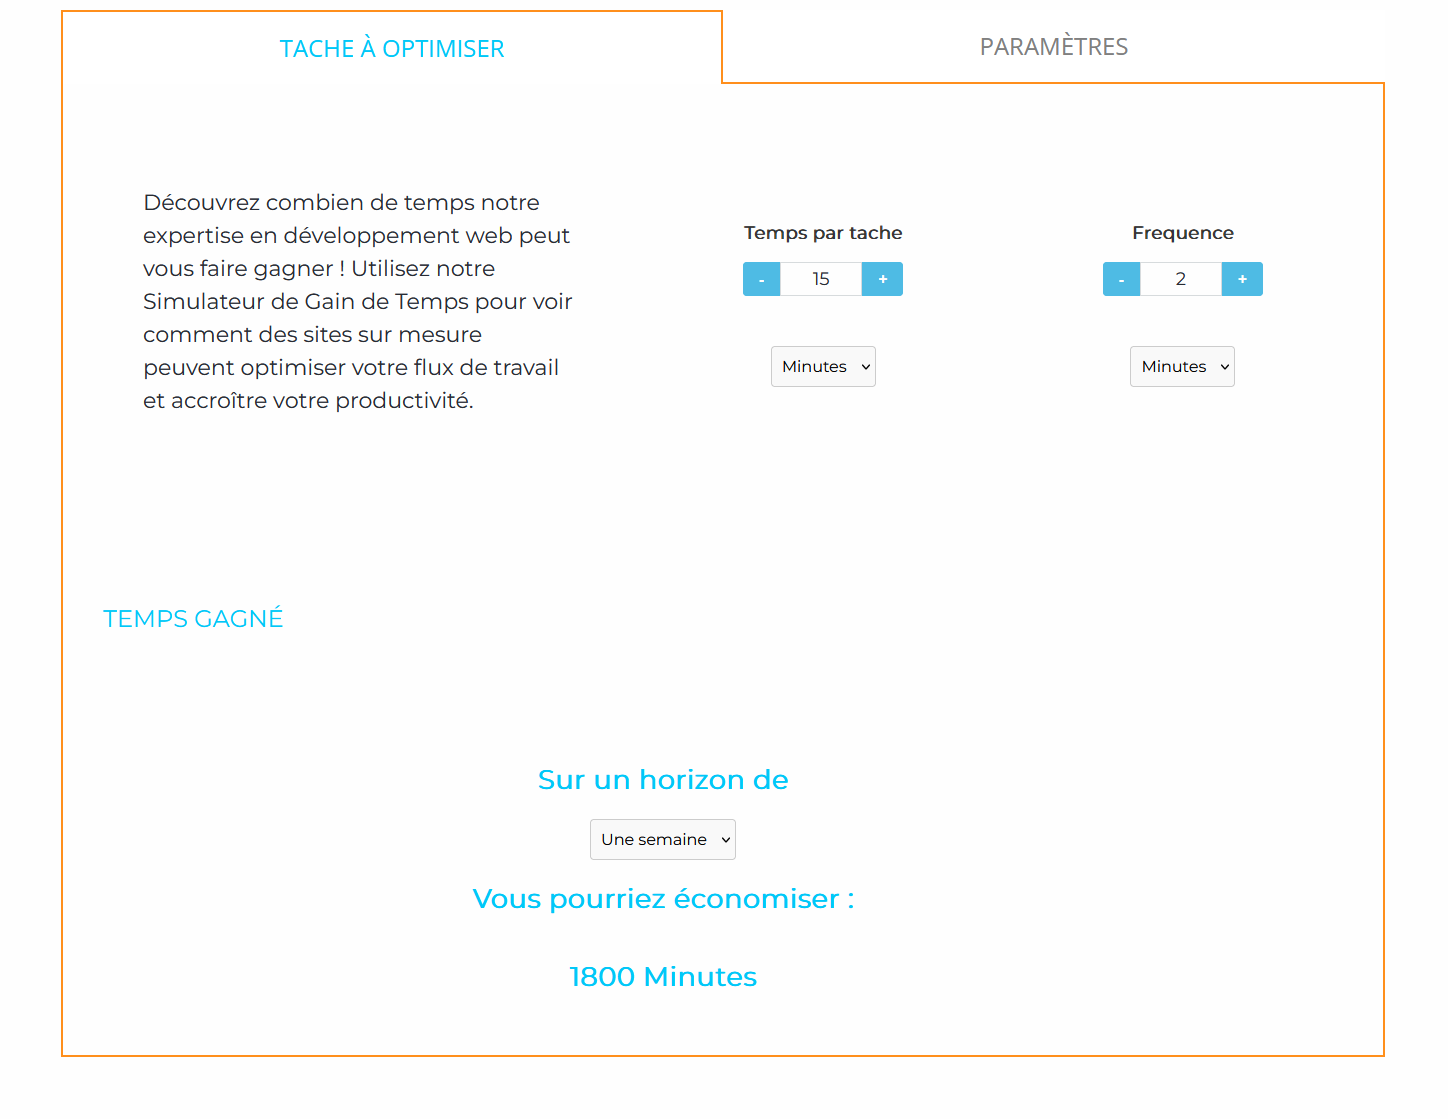 TACHE À OPTIMISER
PARAMÈTRES
Découvrez combien de temps notre
expertise en développement web peut
vous faire gagner ! Utilisez notre
Simulateur de Gain de Temps pour voir
comment des sites sur mesure
peuvent optimiser votre flux de travail
et accroître votre productivité.
Temps par tache
- 15 +
Minutes
Frequence
- 2 +
Minutes
TEMPS GAGNÉ
Sur un horizon de
Une semaine
Vous pourriez économiser :
1800 Minutes